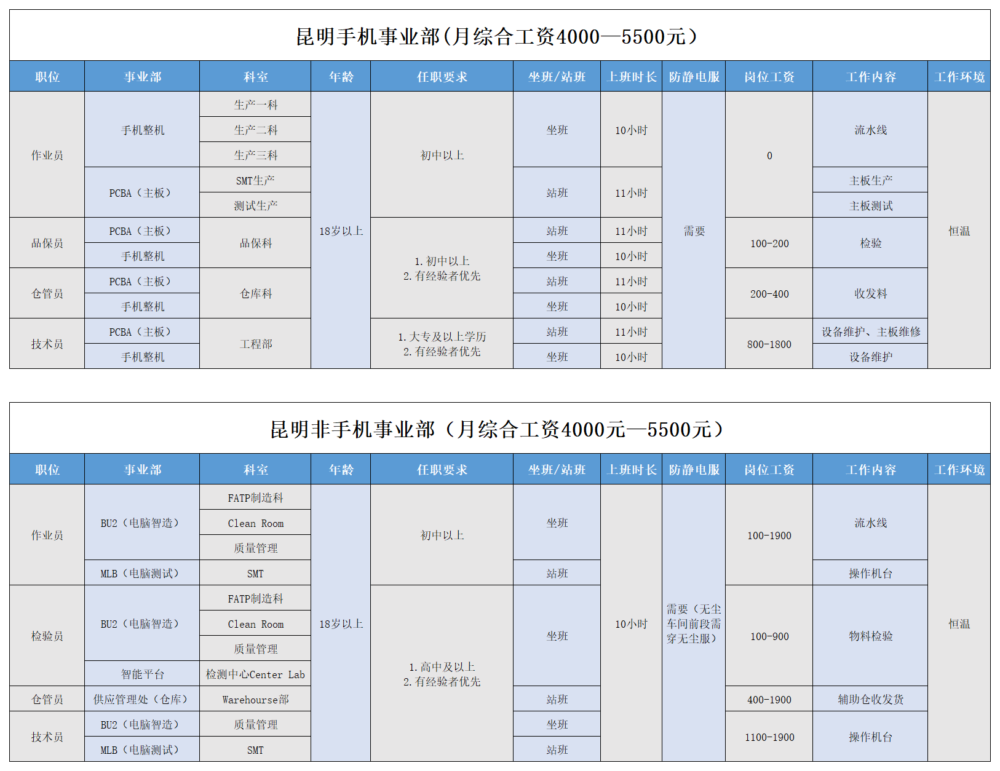 昆明手机事业部(月综合工资4000—5500元）
职位 事业部 科室 年龄 任职要求 坐班/站班 上班时长 防静电服 岗位工资 工作内容 工作环境
作业员
手机整机
生产一科
生产二科
生产三科
PCBA（主板）
SMT生产
测试生产
18岁以上
初中以上
坐班
10小时
站班
11小时
需要
0
流水线
主板生产
主板测试
恒温
品保员
PCBA（主板）
手机整机
品保科
1.初中以上
2.有经验者优先
站班
11小时
坐班
10小时
100-200
检验
仓管员
PCBA（主板）
手机整机
仓库科
站班
11小时
坐班
10小时
200-400
收发料
技术员
PCBA（主板）
手机整机
工程部
1.大专及以上学历
2.有经验者优先
站班
11小时
坐班
10小时
800-1800
设备维护、主板维修
设备维护
昆明非手机事业部（月综合工资4000元—5500元）
职位 事业部 科室 年龄 任职要求 坐班/站班 上班时长 防静电服 岗位工资 工作内容 工作环境
作业员
BU2（电脑智造）
FATP制造科
Clean Room
质量管理
MLB（电脑测试）
SMT
18岁以上
初中以上
坐班
站班
10小时
需要（无尘
车间前段需
穿无尘服）
100-1900
流水线
操作机台
恒温
检验员
BU2（电脑智造）
FATP制造科
Clean Room
质量管理
智能平台
检测中心Center Lab
1.高中及以上
2.有经验者优先
坐班
100-900
物料检验
仓管员
供应管理处（仓库）
Warehourse部
站班
400-1900
辅助仓收发货
技术员
BU2（电脑智造）
质量管理
坐班
MLB（电脑测试）
SMT
站班
1100-1900
操作机台